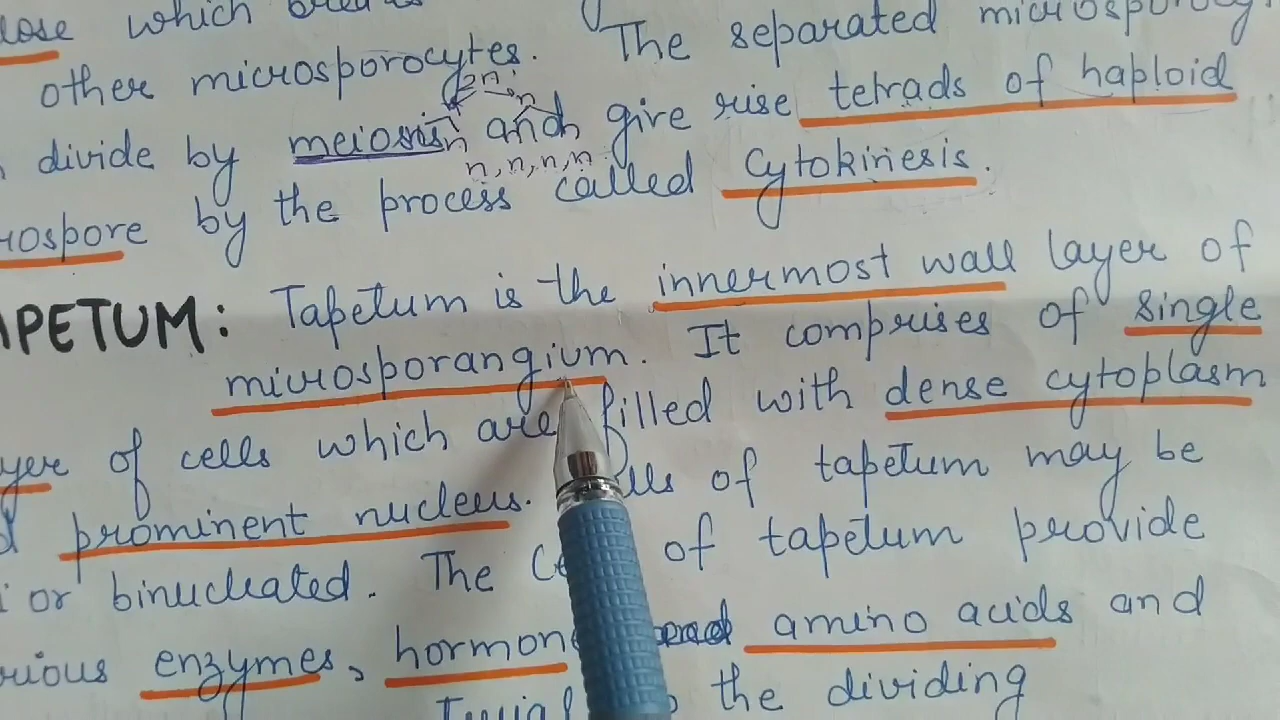 which
other microsporocytes. The separated
2n
n
divide by meiosis and give rise tetrads of haploid
n, n, n, n
by the process called cytokinesis.
TAPETUM: Tapetum is the innermost wall layer of
microsporangium. It comprises of single
of cells which are filled with dense cytoplasm
prominent nucleus. of tapetum may be
or binucleated. The of tapetum provide
enzymes, amino acids and
the dividing